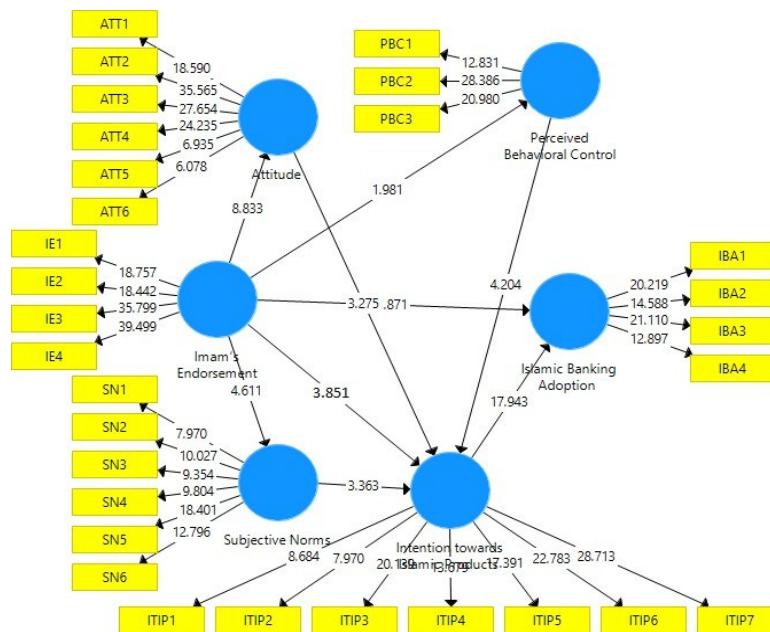 ATT1
ATT2
ATT3
ATT4
ATT5
ATT6
18.590
35.565
27.654
24.235
6.935
6.078
Attitude
PBC1
PBC2
PBC3
12.831
28.386
20.980
Perceived
Behavioral Control
8.833
1.981
IE1
IE2
IE3
IE4
18.757
18.442
35.799
39.499
Imam's
Endorsement
3.275
.871
4.204
IBA1
IBA2
IBA3
IBA4
20.219
14.588
21.110
12.897
Islamic Banking
Adoption
4.611
3.851
17.943
SN1
SN2
SN3
SN4
SN5
SN6
7.970
10.027
9.354
9.804
18.401
12.796
Subjective Norms
3.363
Intention towards
Islamic Products
8.684
7.970
17.391
22.783
28.713
ITIP1
ITIP2
ITIP3
ITIP4
ITIP5
ITIP6
ITIP7